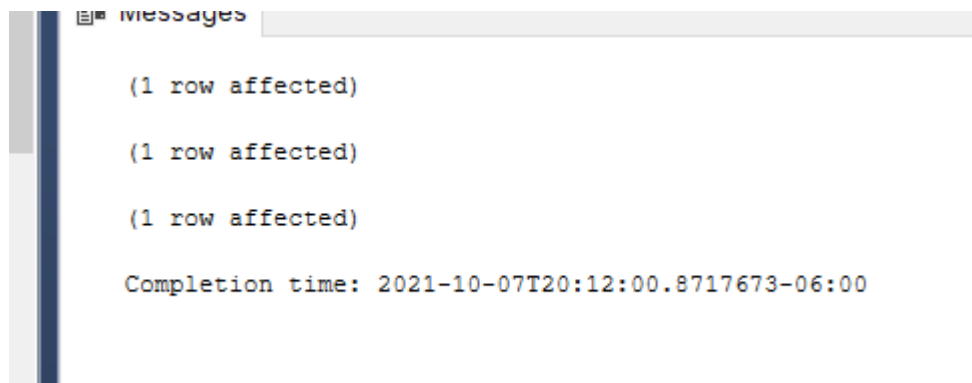 Messages
(1 row affected)
(1 row affected)
(1 row affected)
Completion time: 2021-10-07T20:12:00.8717673-06:00